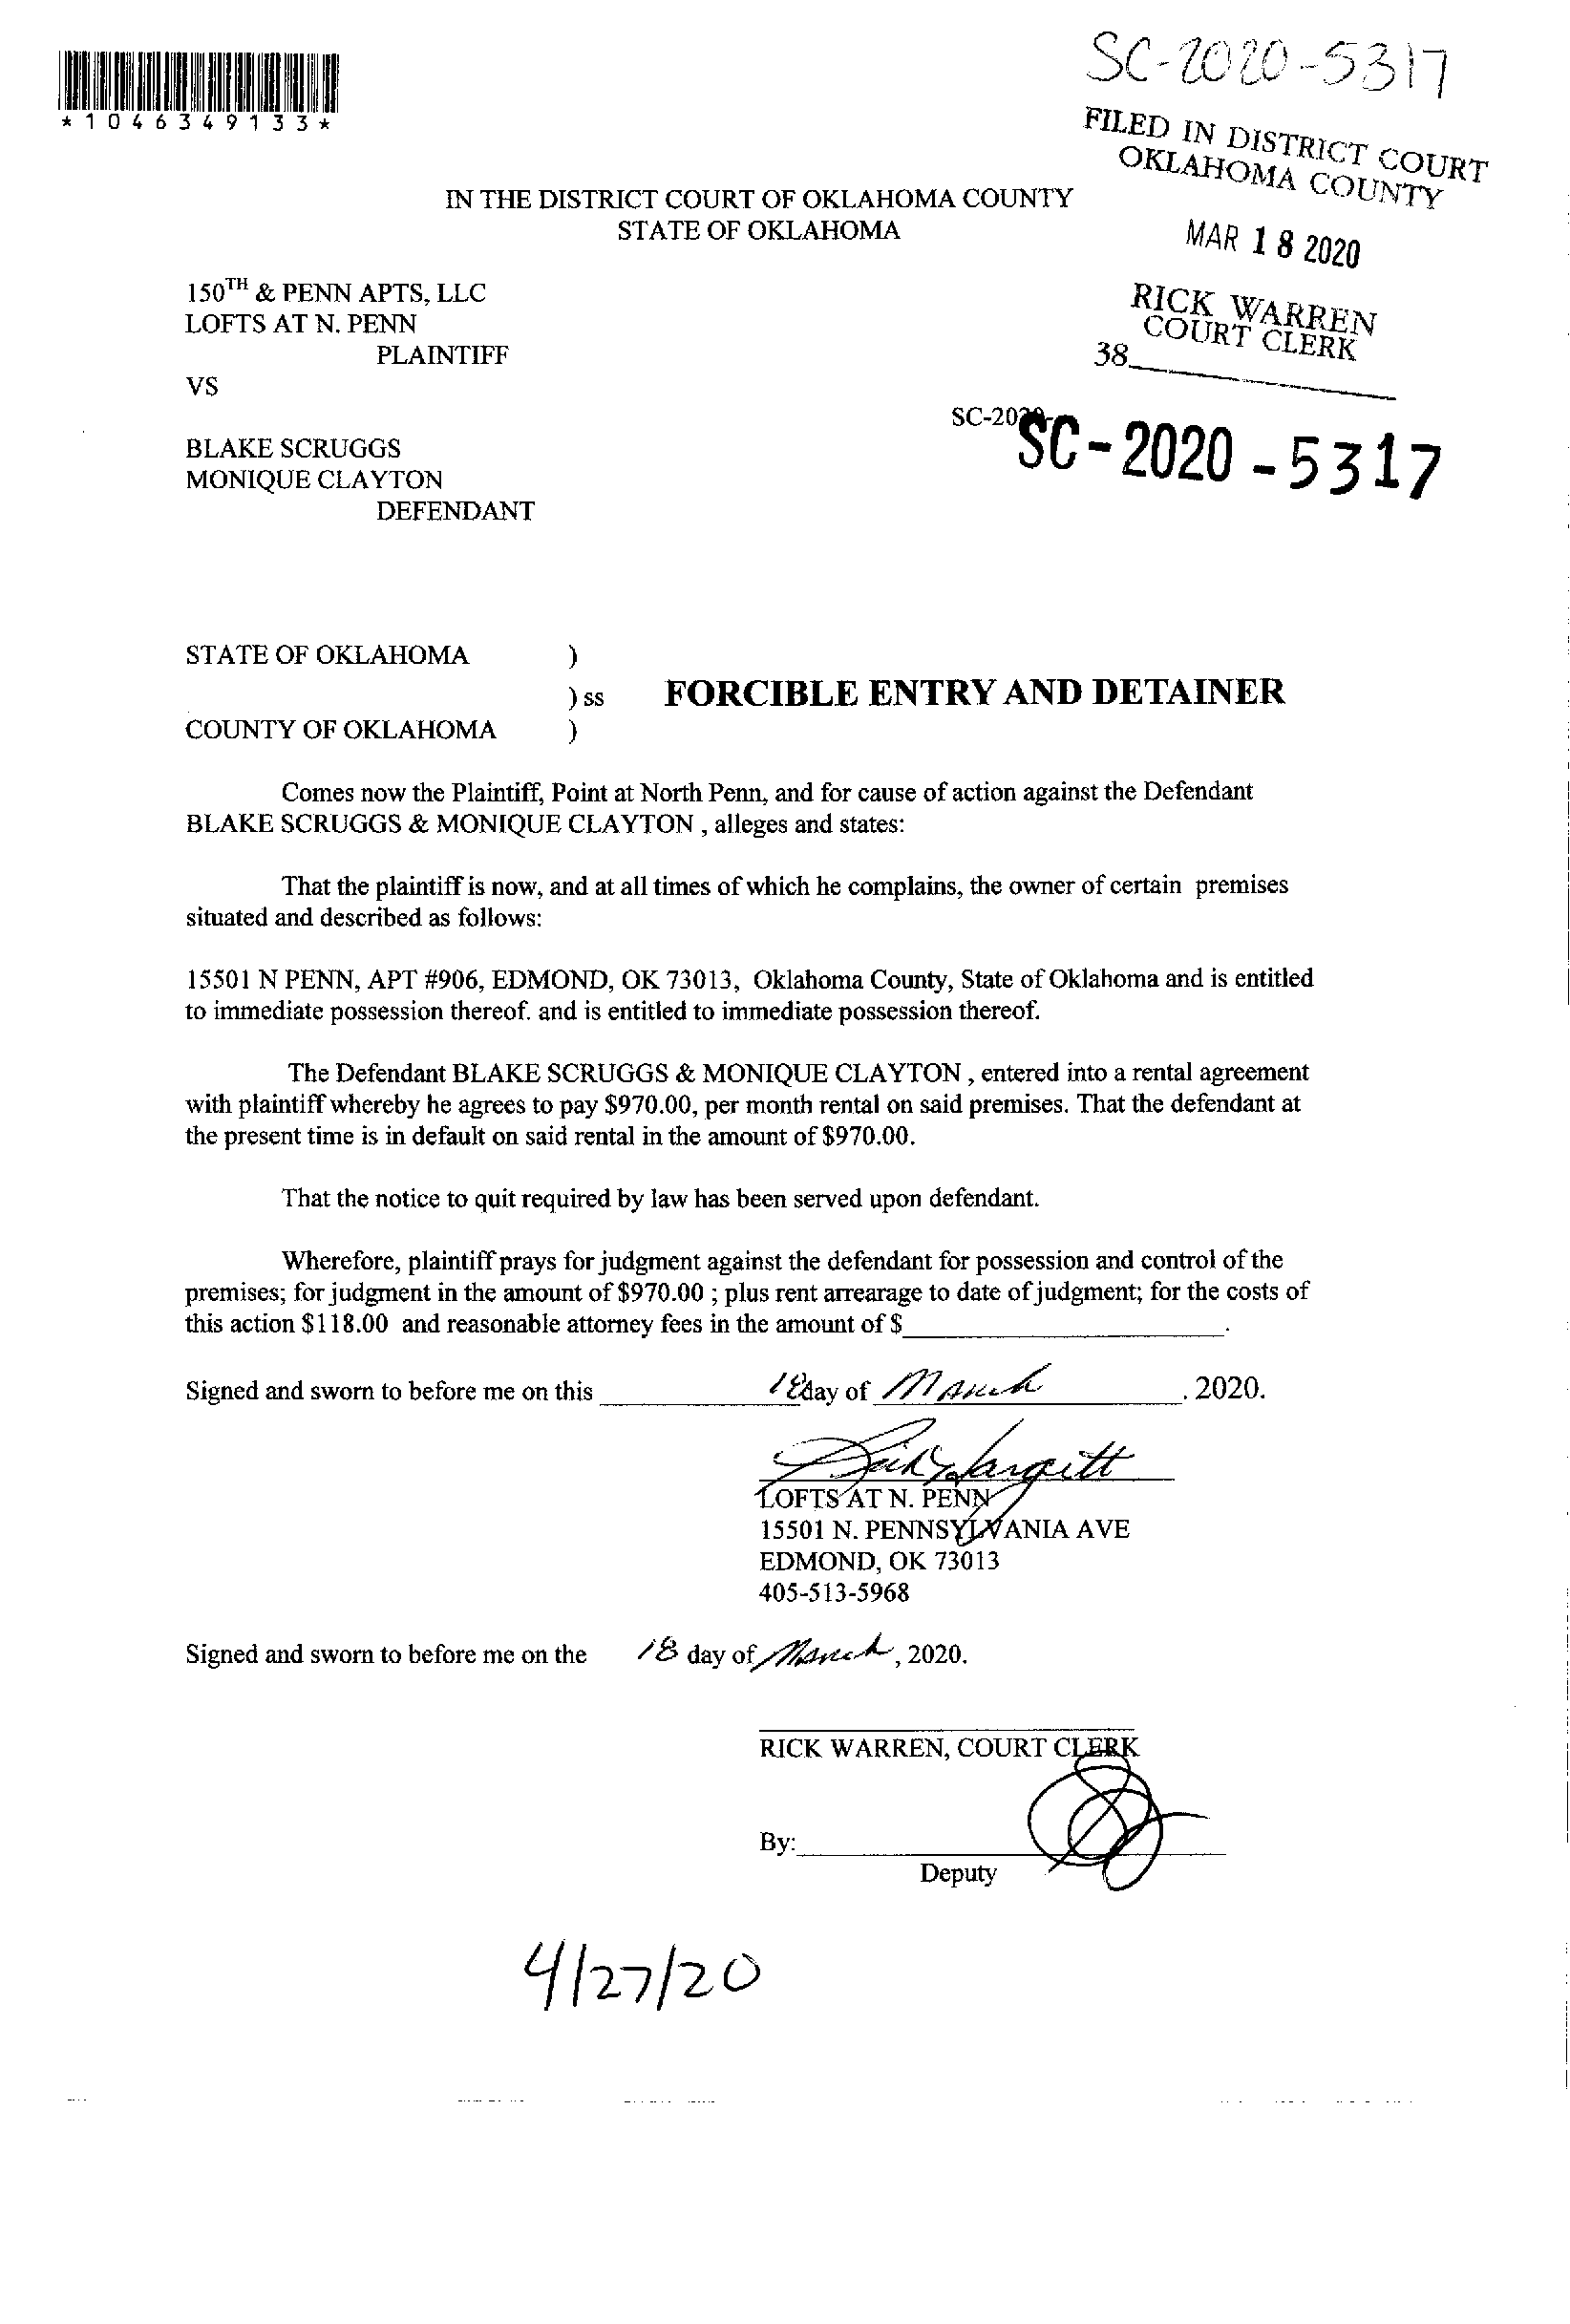 SC-2020-5317
*1046349133*
FILED IN DISTRICT COURT
OKLAHOMA COUNTY
IN THE DISTRICT COURT OF OKLAHOMA COUNTY
STATE OF OKLAHOMA
MAR 18 2020
150TH & PENN APTS, LLC
LOFTS AT N. PENN
PLAINTIFF
RICK WARREN
COURT CLERK
38
VS
SC-2020-
SC-2020-5317
BLAKE SCRUGGS
MONIQUE CLAYTON
DEFENDANT
STATE OF OKLAHOMA )
) ss FORCIBLE ENTRY AND DETAINER
COUNTY OF OKLAHOMA )
Comes now the Plaintiff, Point at North Penn, and for cause of action against the Defendant
BLAKE SCRUGGS & MONIQUE CLAYTON , alleges and states:
That the plaintiff is now, and at all times of which he complains, the owner of certain premises
situated and described as follows:
15501 N PENN, APT #906, EDMOND, OK 73013, Oklahoma County, State of Oklahoma and is entitled
to immediate possession thereof. and is entitled to immediate possession thereof.
The Defendant BLAKE SCRUGGS & MONIQUE CLAYTON , entered into a rental agreement
with plaintiff whereby he agrees to pay $970.00, per month rental on said premises. That the defendant at
the present time is in default on said rental in the amount of $970.00.
That the notice to quit required by law has been served upon defendant.
Wherefore, plaintiff prays for judgment against the defendant for possession and control of the
premises; for judgment in the amount of $970.00 ; plus rent arrearage to date of judgment; for the costs of
this action $118.00 and reasonable attorney fees in the amount of $____________.
Signed and sworn to before me on this 18 day of March . 2020.
LOFTS AT N. PENN
15501 N. PENNSYLVANIA AVE
EDMOND, OK 73013
405-513-5968
Signed and sworn to before me on the 18 day of March, 2020.
RICK WARREN, COURT CLERK
By:____________
Deputy
4/27/20